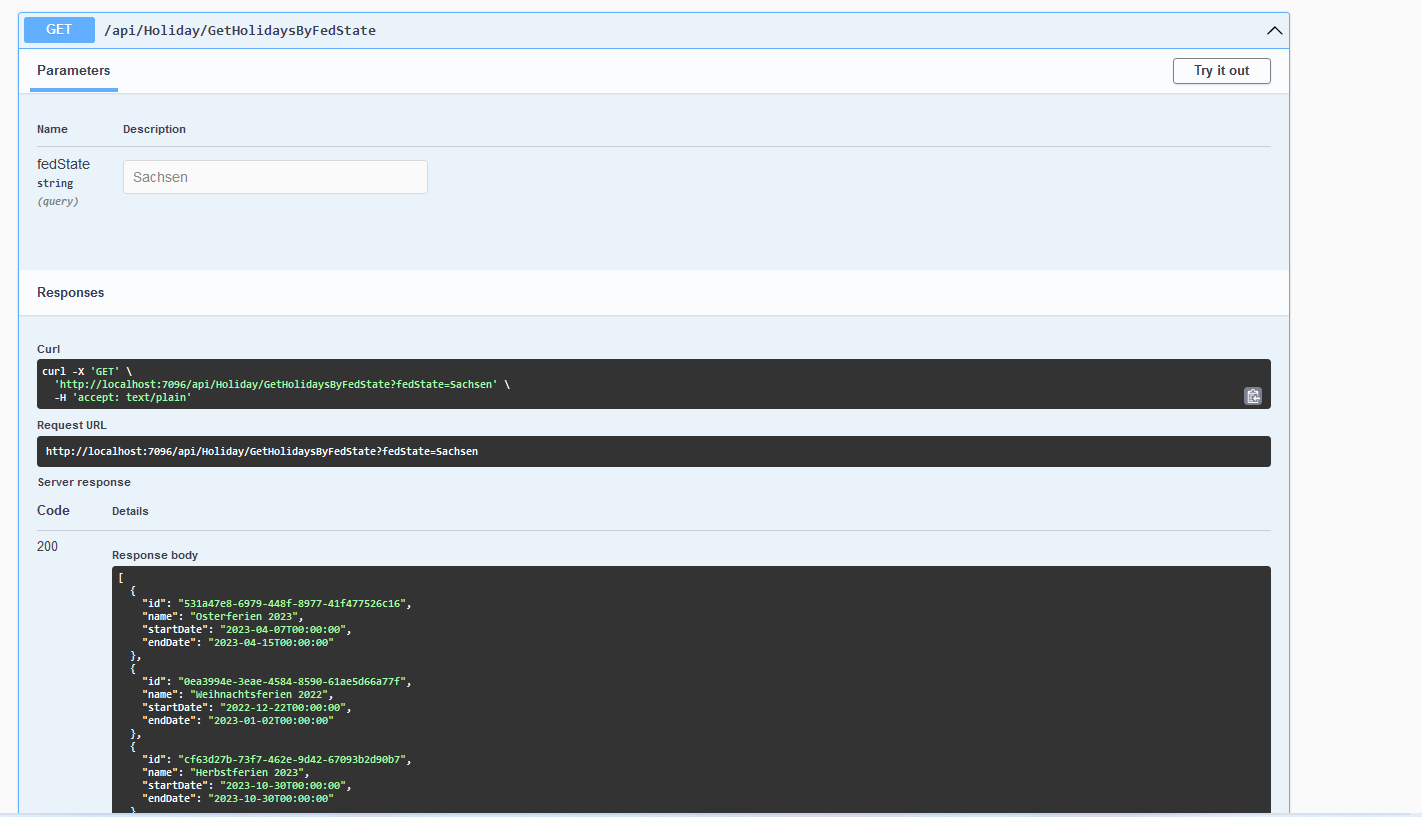 GET /api/Holiday/GetHolidaysByFedState
Parameters
Try it out
Name Description
fedState
string
(query)
Sachsen
Responses
Curl
curl -X 'GET' \
'http://localhost:7096/api/Holiday/GetHolidaysByFedState?fedState=Sachsen' \
-H 'accept: text/plain'
Request URL
http://localhost:7096/api/Holiday/GetHolidaysByFedState?fedState=Sachsen
Server response
Code Details
200
Response body
[
{
"id": "531a47e8-6979-448f-8977-41f477526c16",
"name": "Osterferien 2023",
"startDate": "2023-04-07T00:00:00",
"endDate": "2023-04-15T00:00:00"
},
{
"id": "0ea3994e-3eae-4584-8590-61ae5d66a77f",
"name": "Weihnachtsferien 2022",
"startDate": "2022-12-22T00:00:00",
"endDate": "2023-01-02T00:00:00"
},
{
"id": "cf63d27b-73f7-462e-9d42-67093b2d90b7",
"name": "Herbstferien 2023",
"startDate": "2023-10-30T00:00:00",
"endDate": "2023-10-30T00:00:00"
}